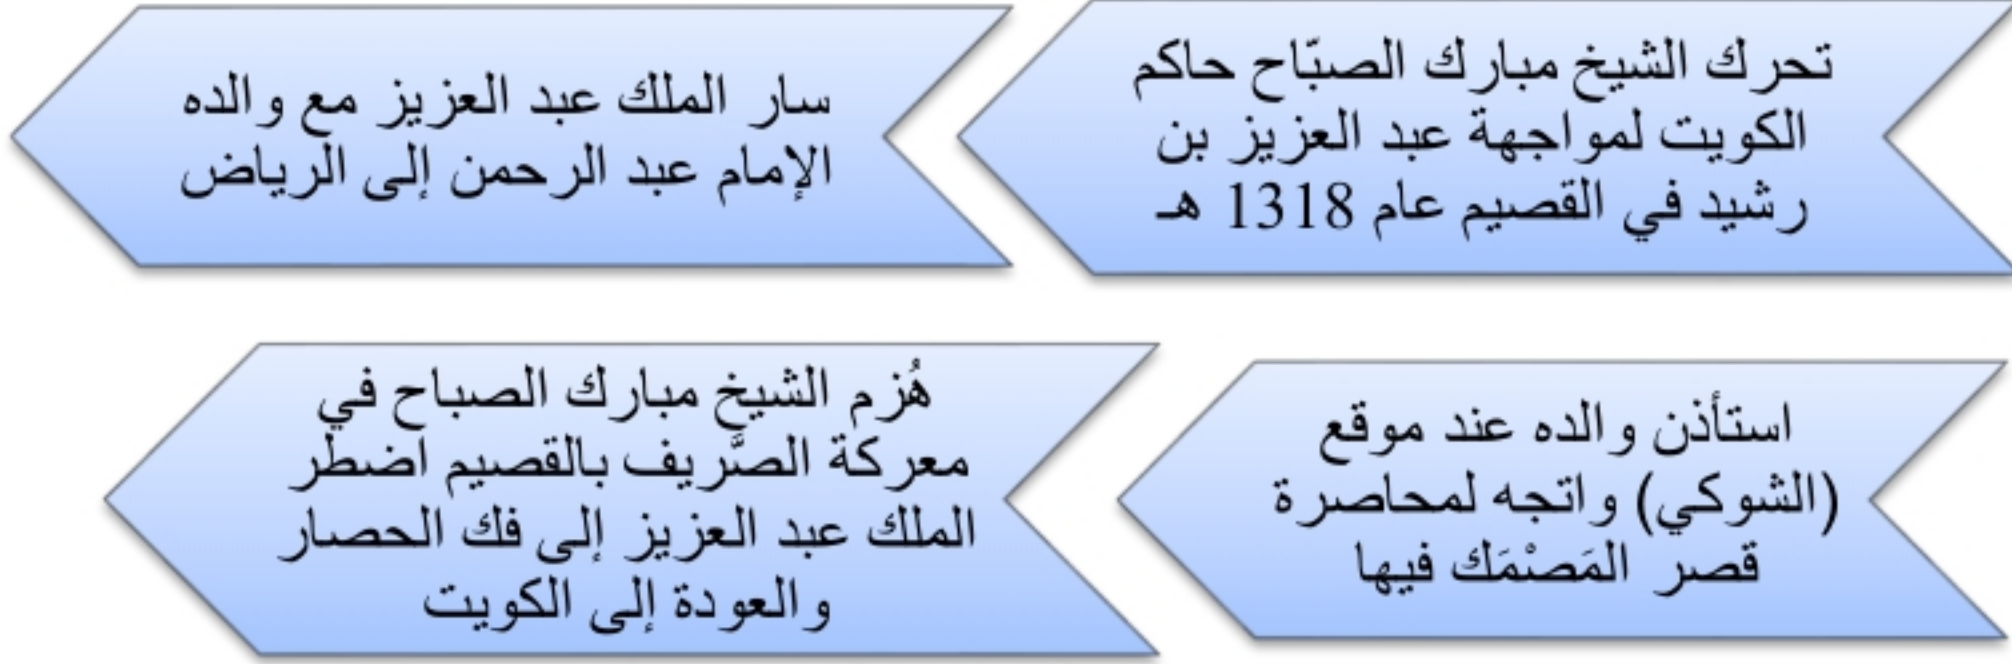 تحرك الشيخ مبارك الصبّاح حاكم
الكويت لمواجهة عبد العزيز بن
رشيد في القصيم عام 1318 هـ
سار الملك عبد العزيز مع والده
الإمام عبد الرحمن إلى الرياض
استأذن والده عند موقع
(الشوكي) واتجه لمحاصرة
قصر المَصْمَك فيها
هُزم الشيخ مبارك الصباح في
معركة الصَّريف بالقصيم اضطر
الملك عبد العزيز إلى فك الحصار
والعودة إلى الكويت